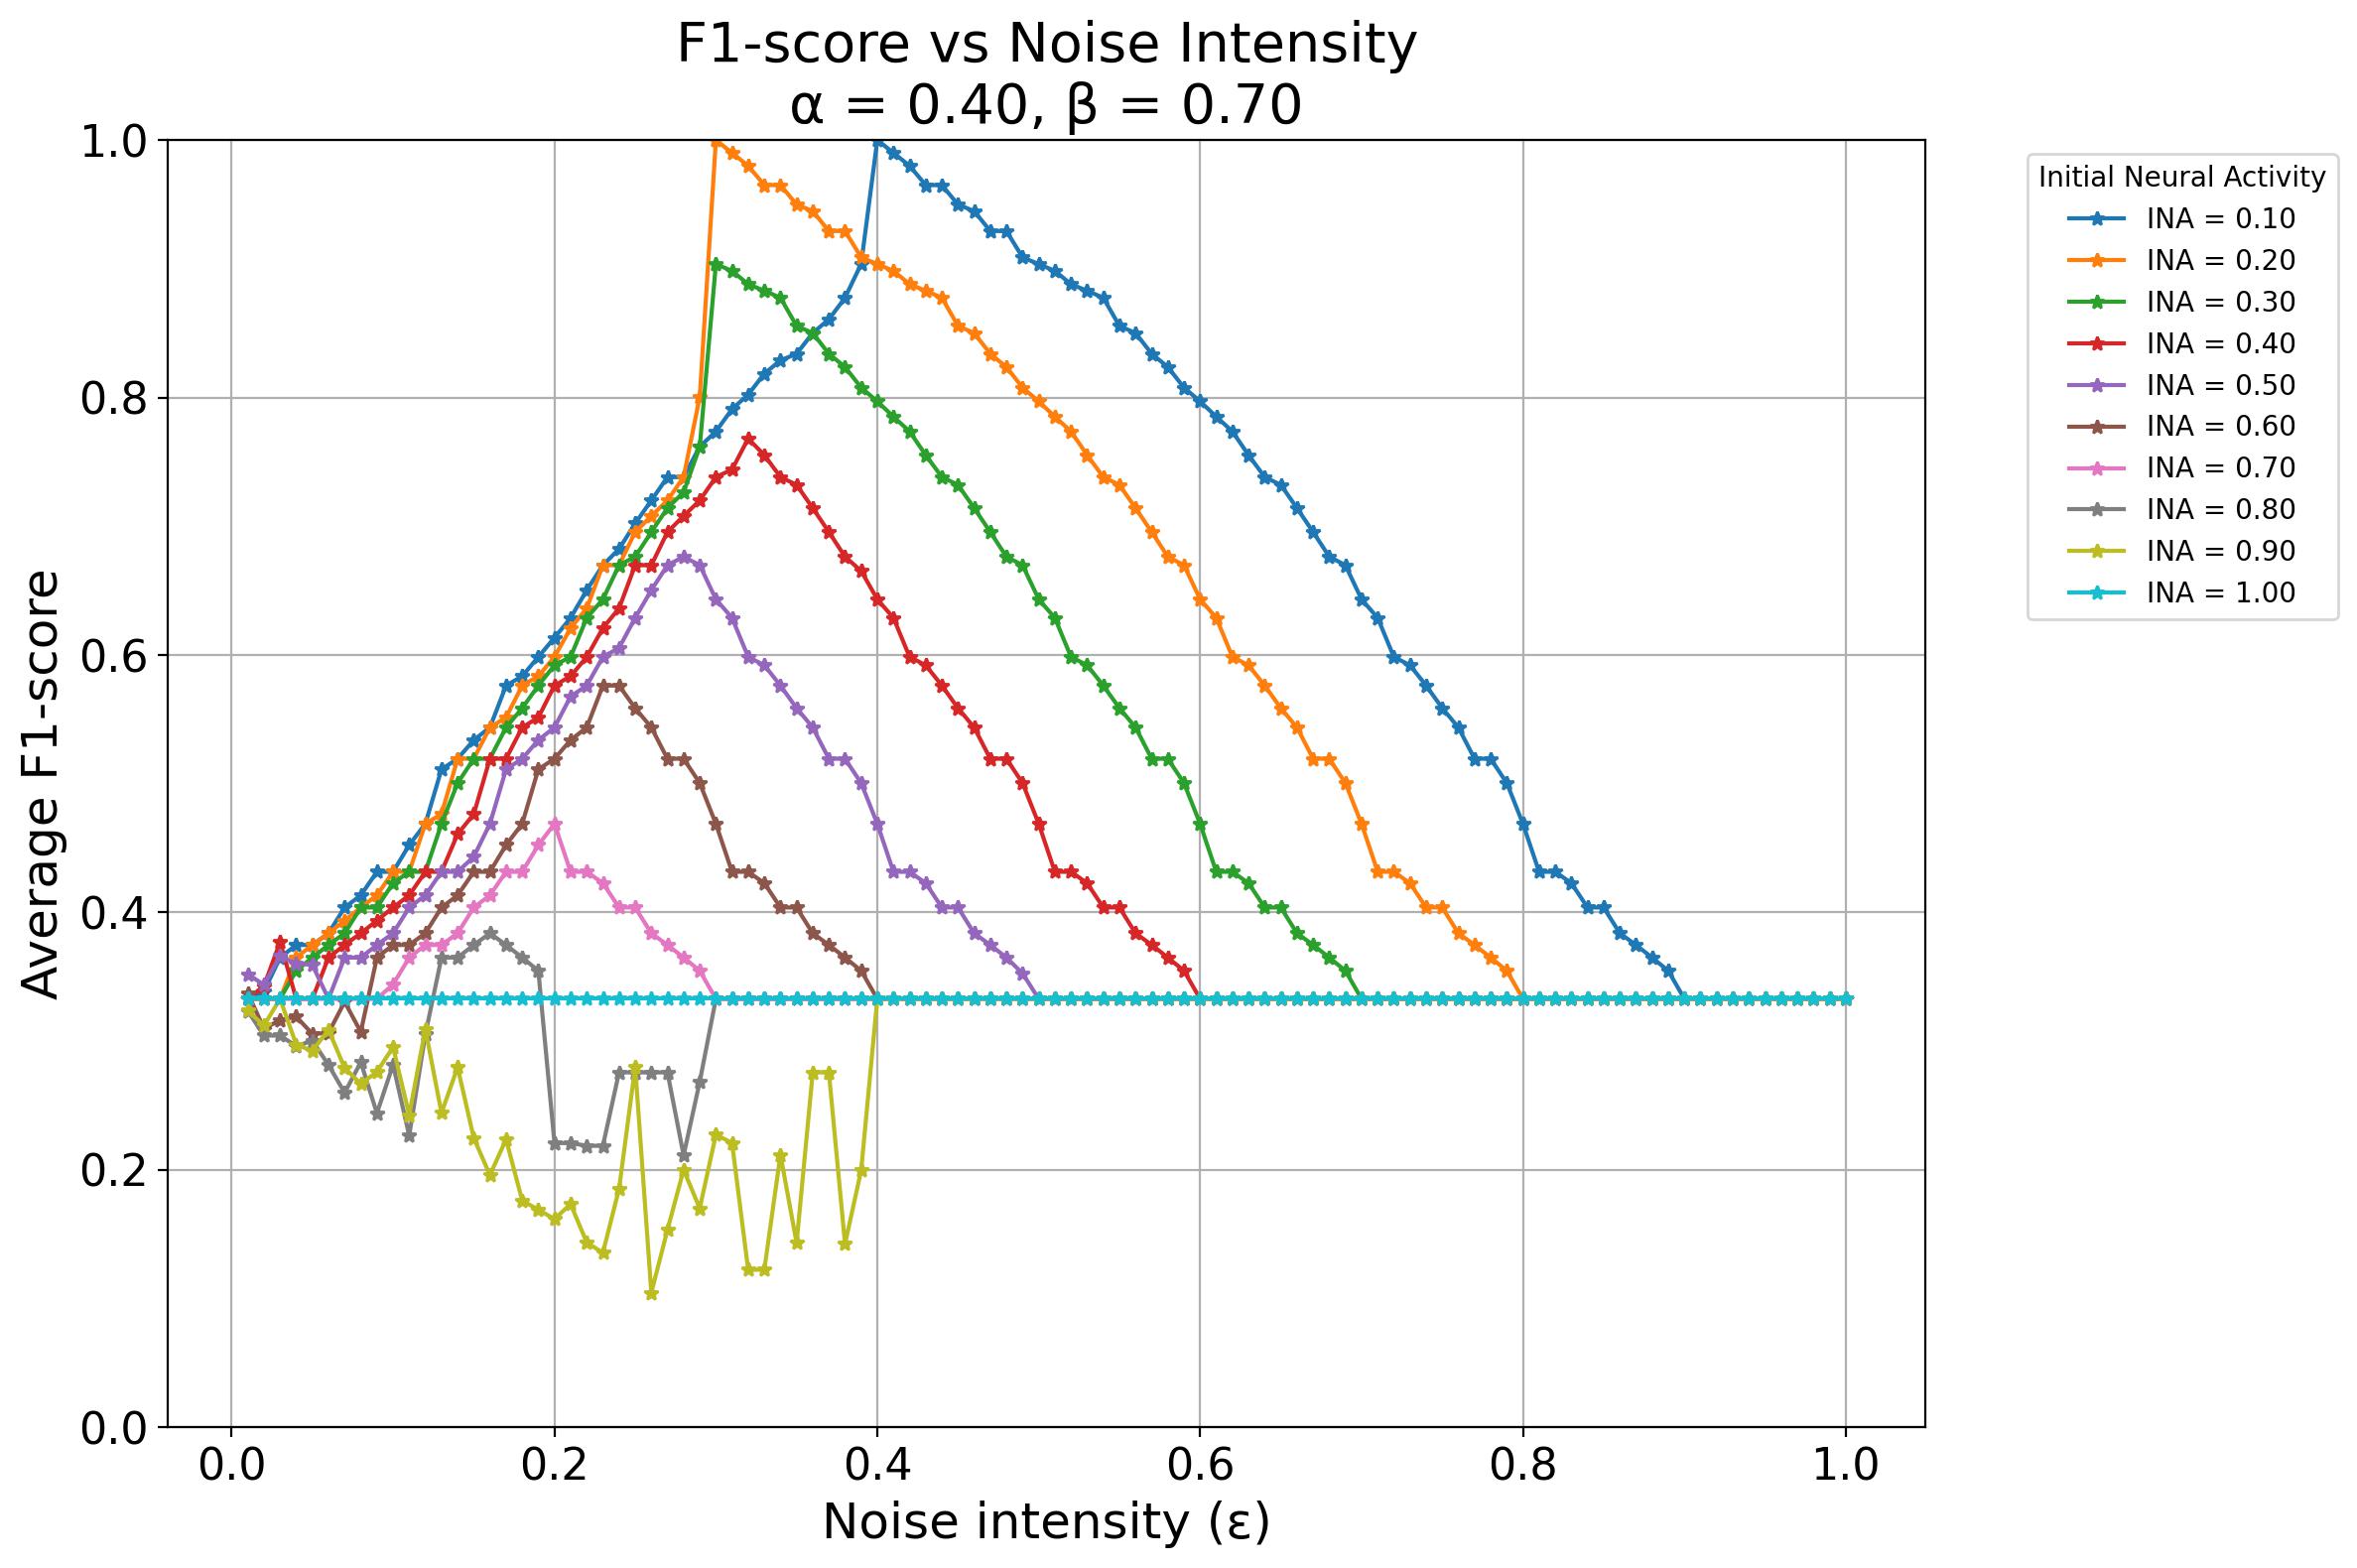 F1-score vs Noise Intensity
α = 0.40, β = 0.70
1.0
0.8
0.6
0.4
0.2
0.0
Average F1-score
0.0 0.2 0.4 0.6 0.8 1.0
Noise intensity (ε)
Initial Neural Activity
INA = 0.10
INA = 0.20
INA = 0.30
INA = 0.40
INA = 0.50
INA = 0.60
INA = 0.70
INA = 0.80
INA = 0.90
INA = 1.00